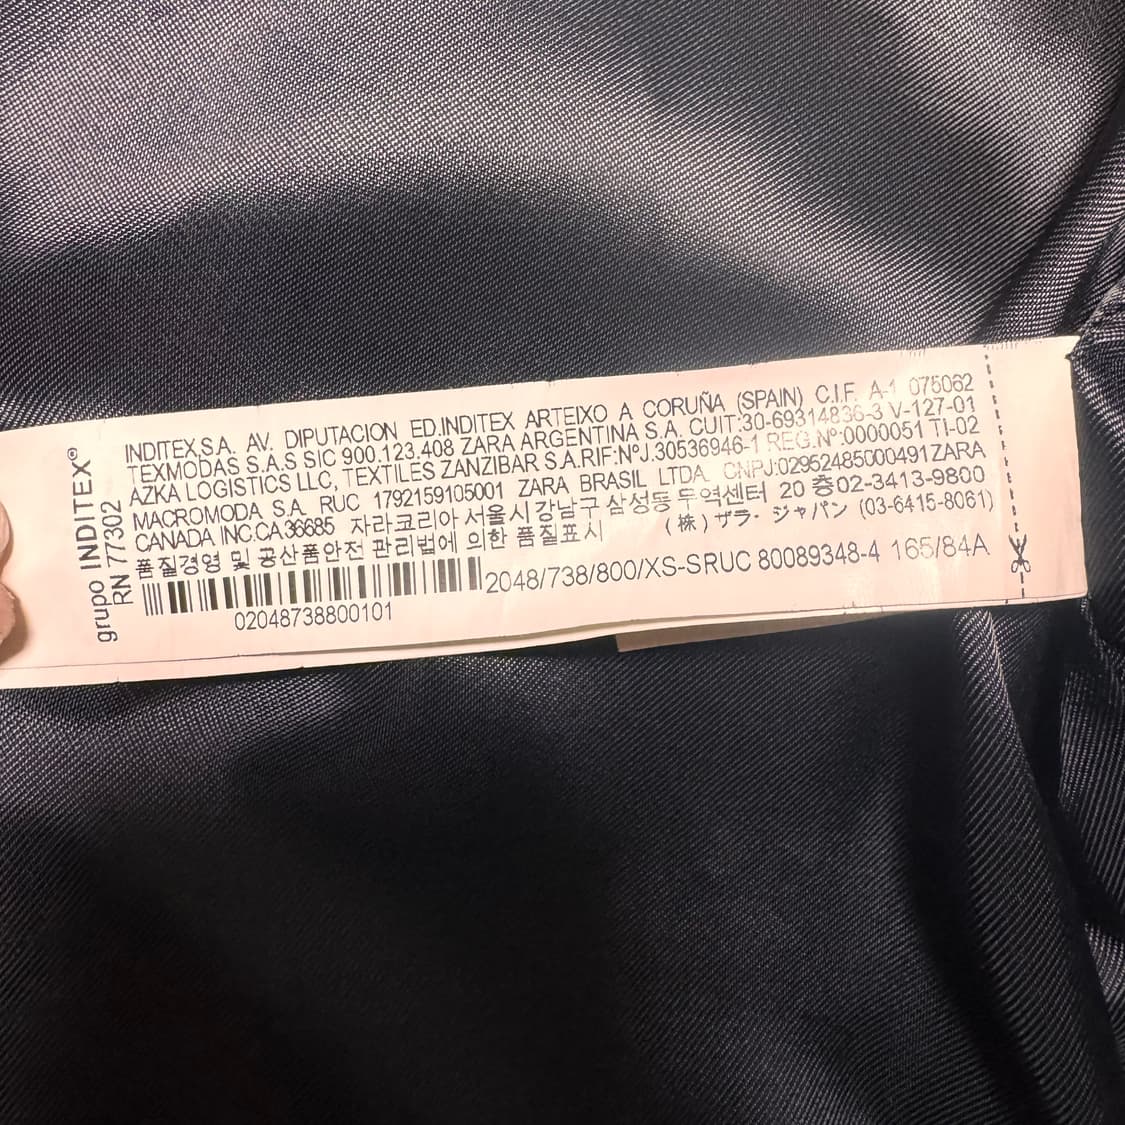 grupo INDITEX®
RN 77302
INDITEX,S.A. AV. DIPUTACION ED.INDITEX ARTEIXO A CORUÑA (SPAIN) C.I.F. A-1 075062
TEXMODAS S.A.S SIC 900.123.408 ZARA ARGENTINA S.A. CUIT:30-69314836-3 V-127-01
AZKA LOGISTICS LLC, TEXTILES ZANZIBAR S.A.RIF:NºJ.30536946-1 REG.Nº:0000051 TI-02
MACROMODA S.A. RUC 1792159105001 ZARA BRASIL LTDA. CNPJ:02952485000491ZARA
CANADA INC.CA36685 자라코리아 서울시 강남구 삼성동 무역센터 20 층02-3413-9800
품질경영 및 공산품안전 관리법에 의한 품질표시 (株) ザラ・ジャパン (03-6415-8061)
2048/738/800/XS-SRUC 80089348-4 165/84A
02048738800101